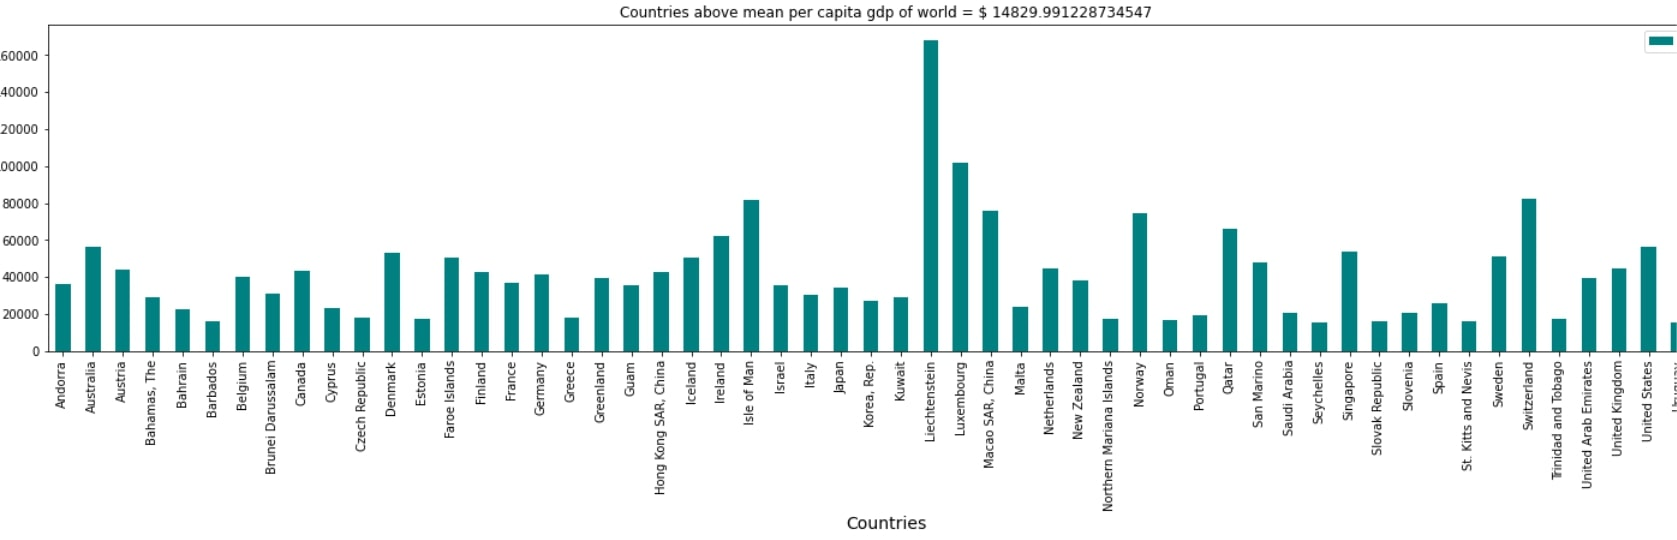 Countries above mean per capita gdp of world = $ 14829.991228734547
60000
40000
20000
00000
80000
60000
40000
20000
0
Andorra
Australia
Austria
Bahamas, The
Bahrain
Barbados
Belgium
Brunei Darussalam
Canada
Cyprus
Czech Republic
Denmark
Estonia
Faroe Islands
Finland
France
Germany
Greece
Greenland
Guam
Hong Kong SAR, China
Iceland
Ireland
Isle of Man
Israel
Italy
Japan
Korea, Rep.
Kuwait
Liechtenstein
Luxembourg
Macao SAR, China
Malta
Netherlands
New Zealand
Northern Mariana Islands
Norway
Oman
Portugal
Qatar
San Marino
Saudi Arabia
Seychelles
Singapore
Slovak Republic
Slovenia
Spain
St. Kitts and Nevis
Sweden
Switzerland
Trinidad and Tobago
United Arab Emirates
United Kingdom
United States
Countries